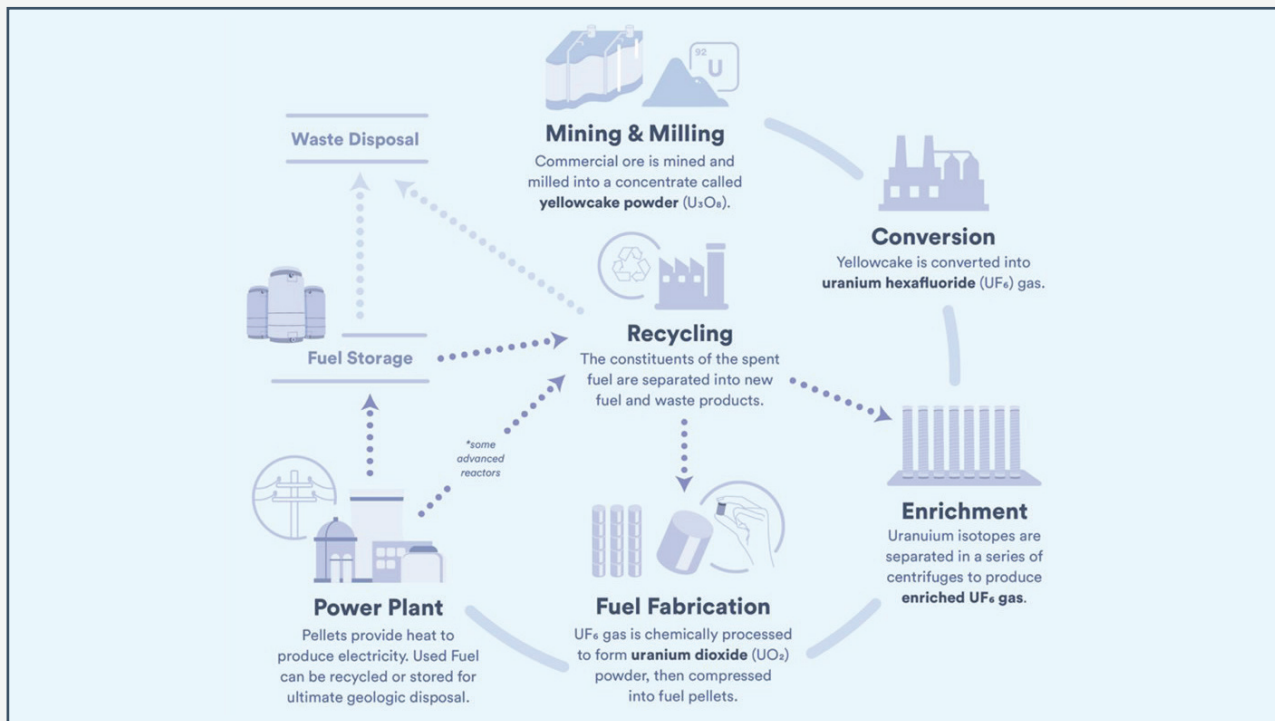 92
U
Mining & Milling
Commercial ore is mined and
milled into a concentrate called
yellowcake powder (U₃O₈).
Waste Disposal
Conversion
Yellowcake is converted into
uranium hexafluoride (UF₆) gas.
Recycling
The constituents of the spent
fuel are separated into new
fuel and waste products.
Fuel Storage
*some
advanced
reactors
Enrichment
Uranuium isotopes are
separated in a series of
centrifuges to produce
enriched UF₆ gas.
Fuel Fabrication
UF₆ gas is chemically processed
to form uranium dioxide (UO₂)
powder, then compressed
into fuel pellets.
Power Plant
Pellets provide heat to
produce electricity. Used Fuel
can be recycled or stored for
ultimate geologic disposal.